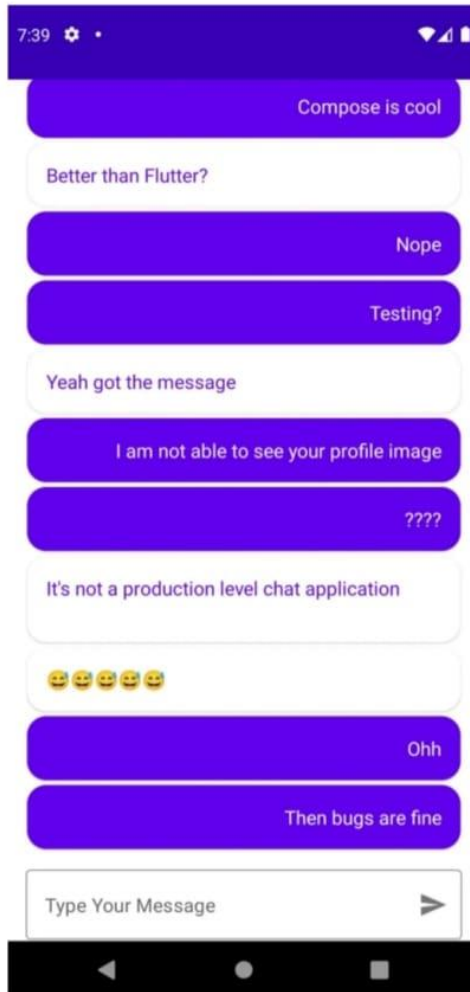 7:39
Compose is cool
Better than Flutter?
Nope
Testing?
Yeah got the message
I am not able to see your profile image
????
It's not a production level chat application
😅😅😅😅😅
Ohh
Then bugs are fine
Type Your Message